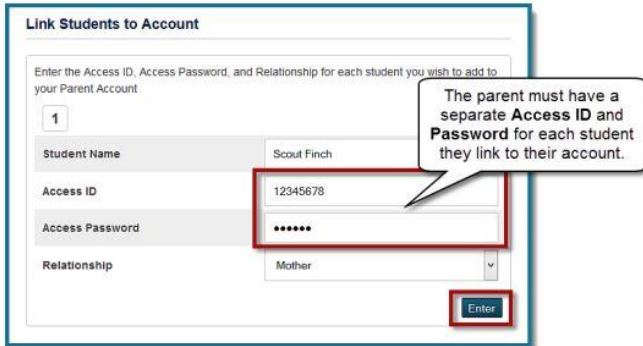 Link Students to Account
Enter the Access ID, Access Password, and Relationship for each student you wish to add to
your Parent Account
The parent must have a
separate Access ID and
Password for each student
they link to their account.
1
Student Name Scout Finch
Access ID 12345678
Access Password ••••••
Relationship Mother
Enter